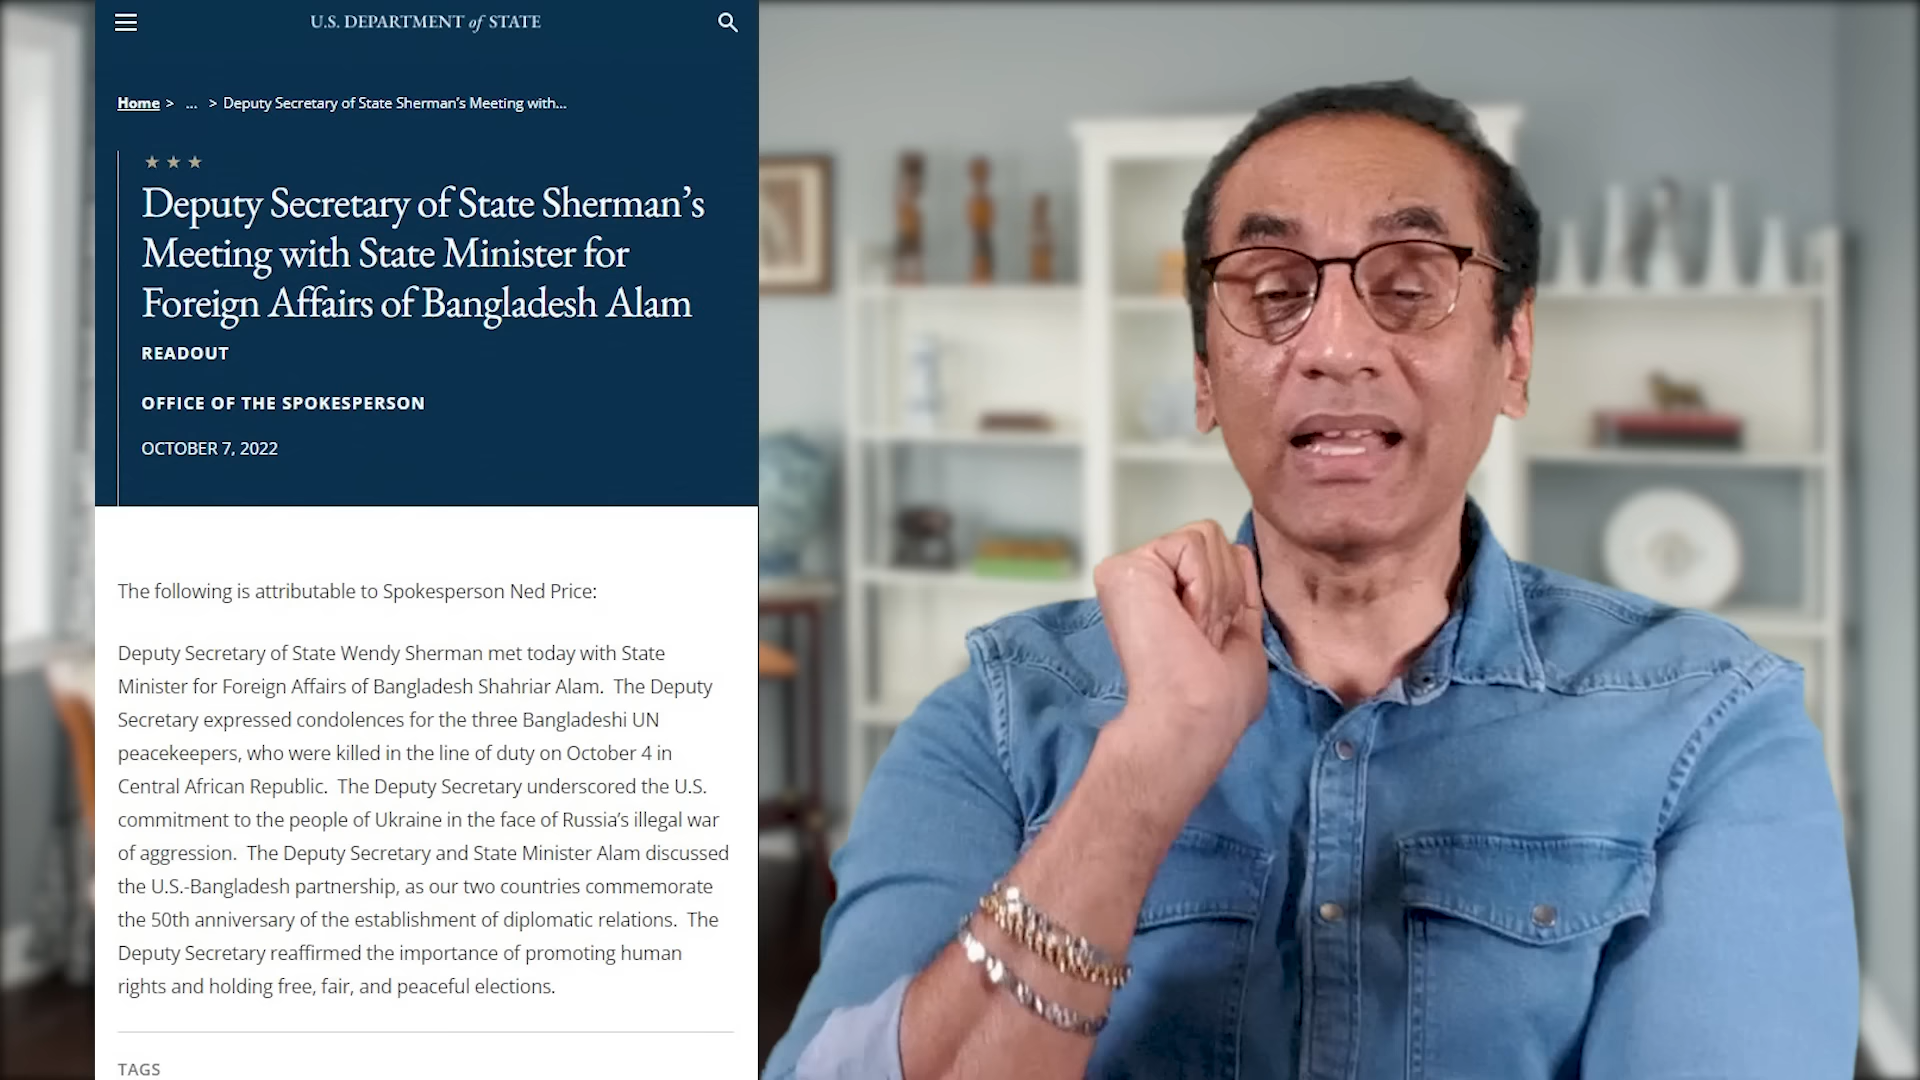 U.S. DEPARTMENT of STATE
Home > ... > Deputy Secretary of State Sherman’s Meeting with...
Deputy Secretary of State Sherman’s
Meeting with State Minister for
Foreign Affairs of Bangladesh Alam
READOUT
OFFICE OF THE SPOKESPERSON
OCTOBER 7, 2022
The following is attributable to Spokesperson Ned Price:
Deputy Secretary of State Wendy Sherman met today with State
Minister for Foreign Affairs of Bangladesh Shahriar Alam. The Deputy
Secretary expressed condolences for the three Bangladeshi UN
peacekeepers, who were killed in the line of duty on October 4 in
Central African Republic. The Deputy Secretary underscored the U.S.
commitment to the people of Ukraine in the face of Russia’s illegal war
of aggression. The Deputy Secretary and State Minister Alam discussed
the U.S.-Bangladesh partnership, as our two countries commemorate
the 50th anniversary of the establishment of diplomatic relations. The
Deputy Secretary reaffirmed the importance of promoting human
rights and holding free, fair, and peaceful elections.
TAGS